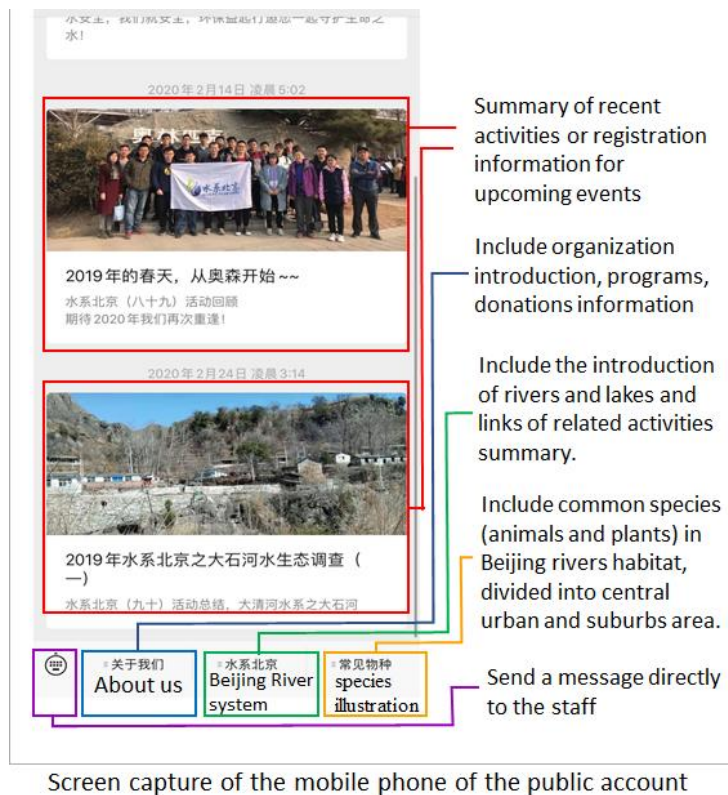 水安全，我们就安全，环保益起行邀您一起守护生命之
水！
2020年2月14日 凌晨5:02
水系北京
2019年的春天，从奥森开始~~
水系北京（八十九）活动回顾
期待2020年我们再次重逢！
2020年2月24日 凌晨3:14
2019年水系北京之大石河水生态调查（
一）
水系北京（九十）活动总结，大清河水系之大石河
关于我们
About us
水系北京
Beijing River
system
常见物种
species
illustration
Summary of recent
activities or registration
information for
upcoming events
Include organization
introduction, programs,
donations information
Include the introduction
of rivers and lakes and
links of related activities
summary.
Include common species
(animals and plants) in
Beijing rivers habitat,
divided into central
urban and suburbs area.
Send a message directly
to the staff
Screen capture of the mobile phone of the public account